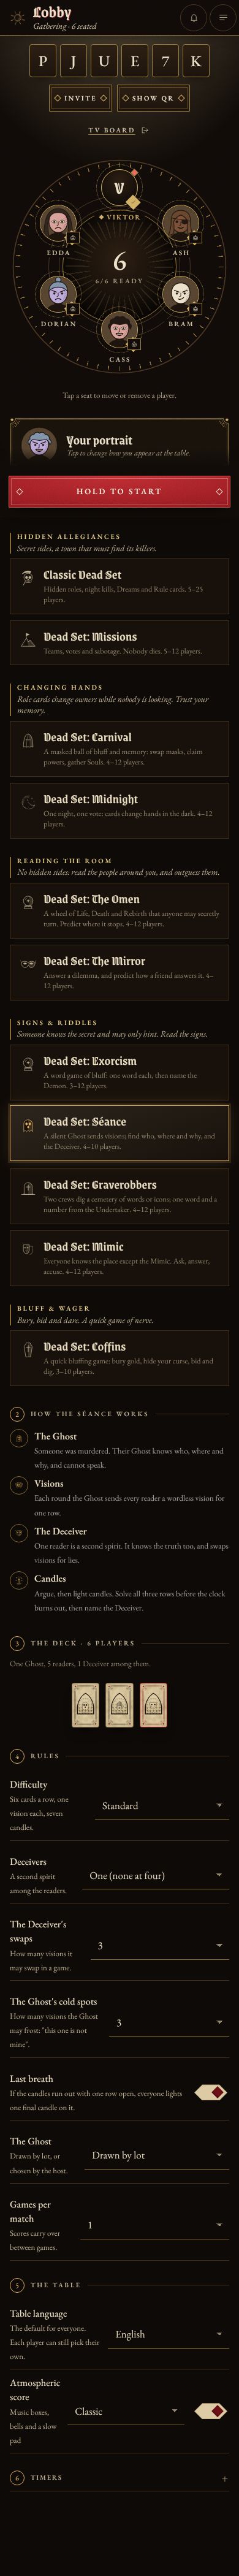 Lobby
Gathering · 6 seated
P J U E 7 K
INVITE
SHOW QR
TV BOARD
V
VIKTOR
EDDA
ASH
6
6/6 READY
DORIAN
BRAM
CASS
Tap a seat to move or remove a player.
Your portrait
Tap to change how you appear at the table.
HOLD TO START
HIDDEN ALLEGIANCES
Secret sides, a town that must find its killers.
Classic Dead Set
Hidden roles, night kills, Dreams and Rule cards. 5–25
players.
Dead Set: Missions
Teams, votes and sabotage. Nobody dies. 5–12 players.
CHANGING HANDS
Role cards change owners while nobody is looking. Trust your
memory.
Dead Set: Carnival
A masked ball of bluff and memory: swap masks, claim
powers, gather Souls. 4–12 players.
Dead Set: Midnight
One night, one vote: cards change hands in the dark. 4–12
players.
READING THE ROOM
No hidden sides: read the people around you, and outguess them.
Dead Set: The Omen
A wheel of Life, Death and Rebirth that anyone may secretly
turn. Predict where it stops. 4–12 players.
Dead Set: The Mirror
Answer a dilemma, and predict how a friend answers it. 4–
12 players.
SIGNS & RIDDLES
Someone knows the secret and may only hint. Read the signs.
Dead Set: Exorcism
A word game of bluff: one word each, then name the
Demon. 3–12 players.
Dead Set: Séance
A silent Ghost sends visions; find who, where and why, and
the Deceiver. 4–10 players.
Dead Set: Graverobbers
Two crews dig a cemetery of words or icons; one word and a
number from the Undertaker. 4–12 players.
Dead Set: Mimic
Everyone knows the place except the Mimic. Ask, answer,
accuse. 4–12 players.
BLUFF & WAGER
Bury, bid and dare. A quick game of nerve.
Dead Set: Coffins
A quick bluffing game: bury gold, hide your curse, bid and
dig. 3–10 players.
2 HOW THE SÉANCE WORKS
The Ghost
Someone was murdered. Their Ghost knows who, where and
why, and cannot speak.
Visions
Each round the Ghost sends every reader a wordless vision for
one row.
The Deceiver
One reader is a second spirit. It knows the truth too, and swaps
visions for lies.
Candles
Argue, then light candles. Solve all three rows before the clock
burns out, then name the Deceiver.
3 THE DECK · 6 PLAYERS
One Ghost, 5 readers, 1 Deceiver among them.
4 RULES
Difficulty
Six cards a row, one
vision each, seven
candles.
Standard
Deceivers
A second spirit
among the readers.
One (none at four)
The Deceiver's
swaps
How many visions it
may swap in a game.
3
The Ghost's cold spots
How many visions the Ghost
may frost: "this one is not
mine".
3
Last breath
If the candles run out with one row open, everyone lights
one final candle on it.
The Ghost
Drawn by lot, or
chosen by the host.
Drawn by lot
Games per
match
Scores carry over
between games.
1
5 THE TABLE
Table language
The default for everyone.
Each player can still pick their
own.
English
Atmospheric
score
Music boxes,
bells and a slow
pad
Classic
6 TIMERS
+